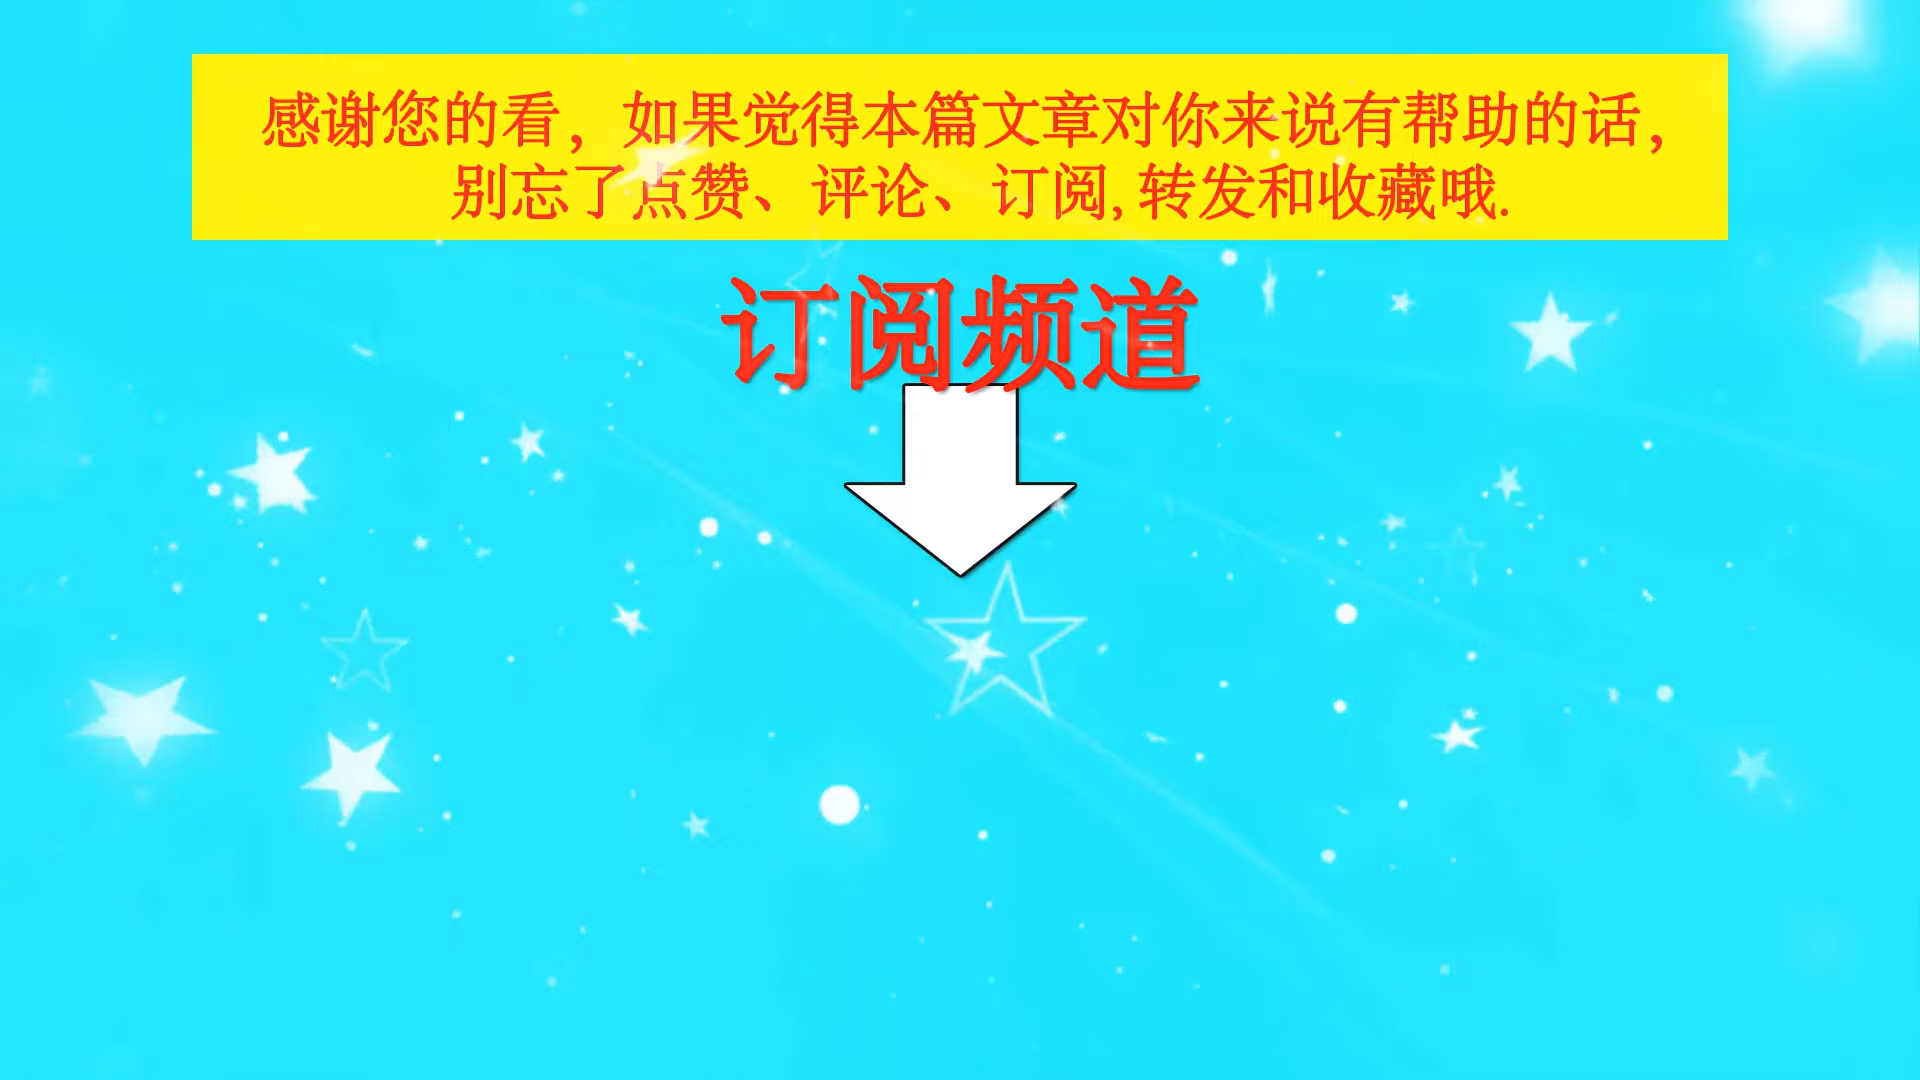 感谢您的看，如果觉得本篇文章对你来说有帮助的话，
别忘了点赞、评论、订阅,转发和收藏哦.
订阅频道